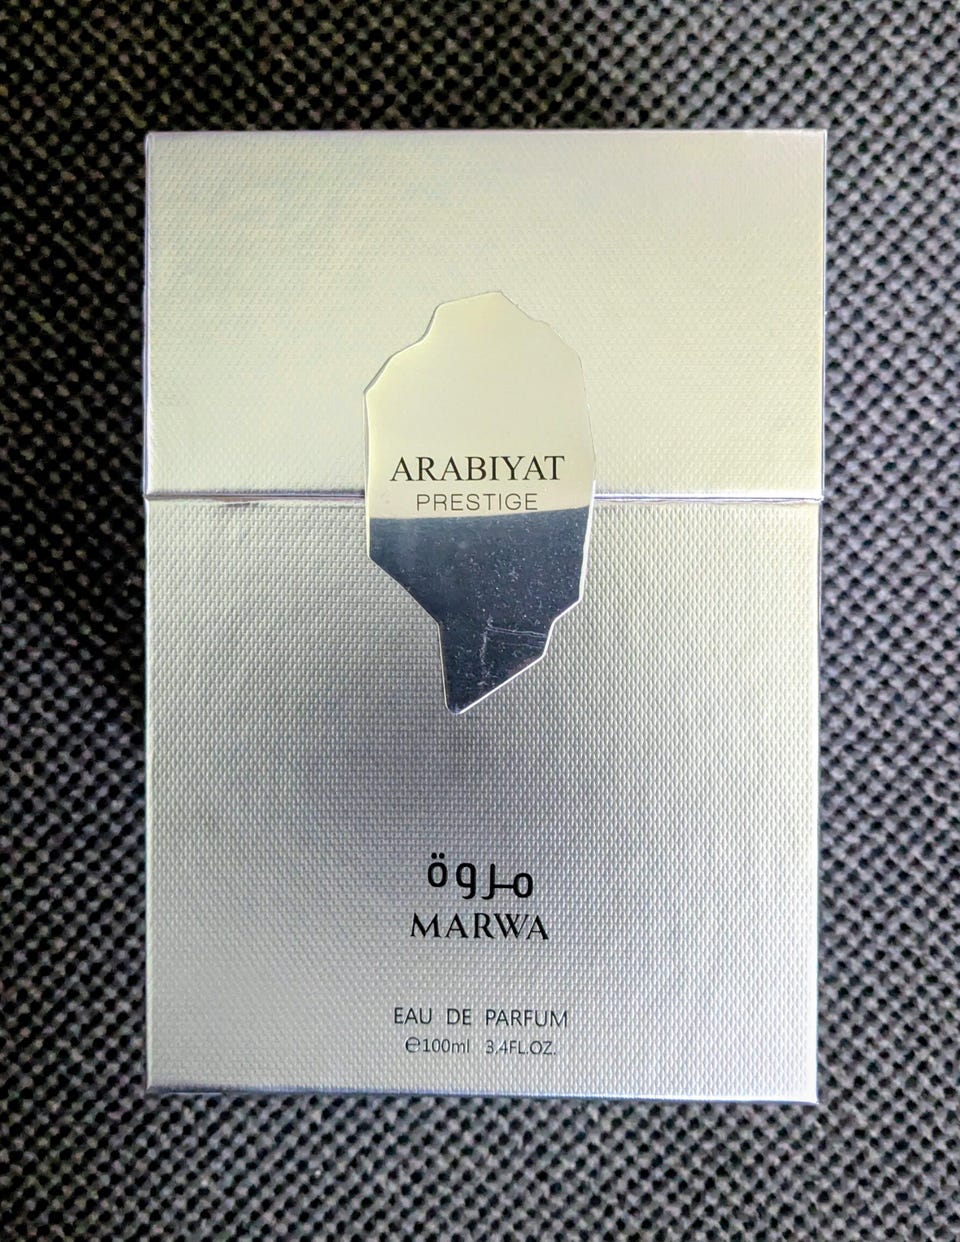 ARABIYAT
PRESTIGE
مروة
MARWA
EAU DE PARFUM
℮100ml 3.4FL.OZ.